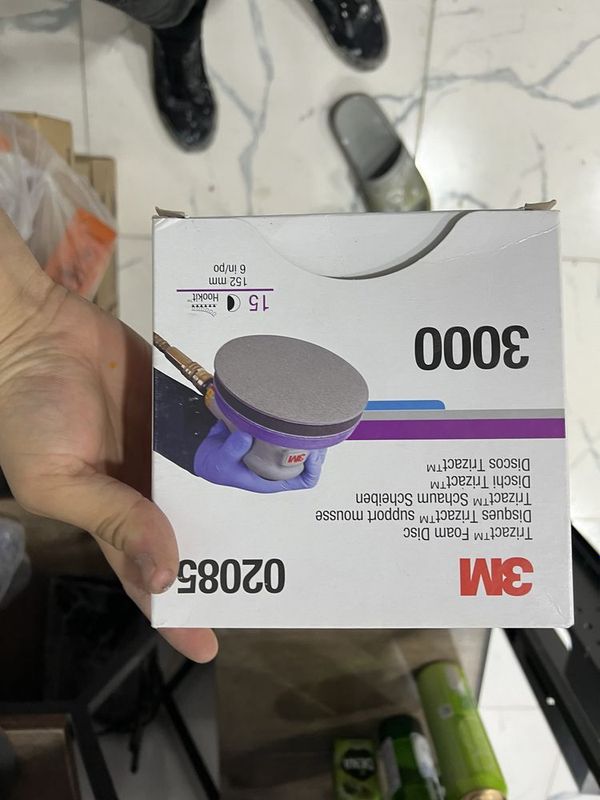 3M
02085
Trizact™ Foam Disc
Disques Trizact™ support mousse
Trizact™ Schaum Scheiben
Dischi Trizact™
Discos Trizact™
3M
3000
15
Hookit™
152 mm
6 in/po